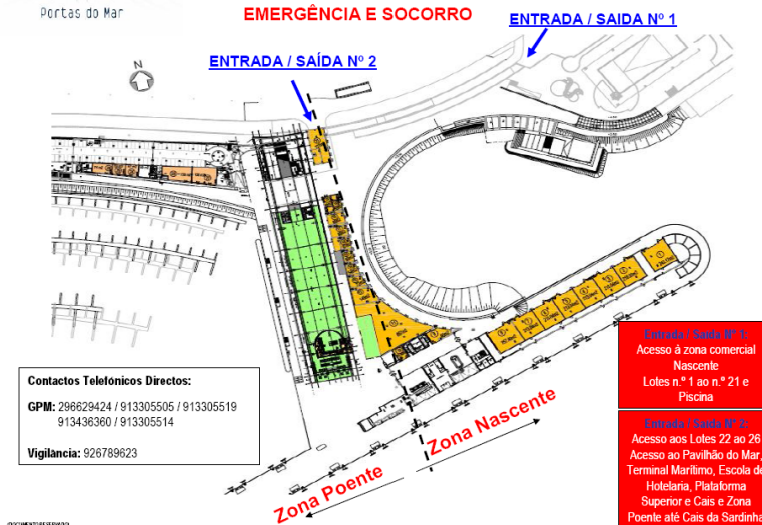 Portas do Mar
EMERGÊNCIA E SOCORRO
ENTRADA / SAIDA Nº 1
ENTRADA / SAÍDA Nº 2
N
Zona Nascente
Zona Poente
Contactos Telefónicos Directos:
GPM: 296629424 / 913305505 / 913305519
913436360 / 913305514
Vigilância: 926789623
Entrada / Saída Nº 1:
Acesso à zona comercial
Nascente
Lotes n.º 1 ao n.º 21 e
Piscina
Entrada / Saída Nº 2:
Acesso aos Lotes 22 ao 26
Acesso ao Pavilhão do Mar,
Terminal Marítimo, Escola de
Hotelaria, Plataforma
Superior e Cais e Zona
Poente até Cais da Sardinha